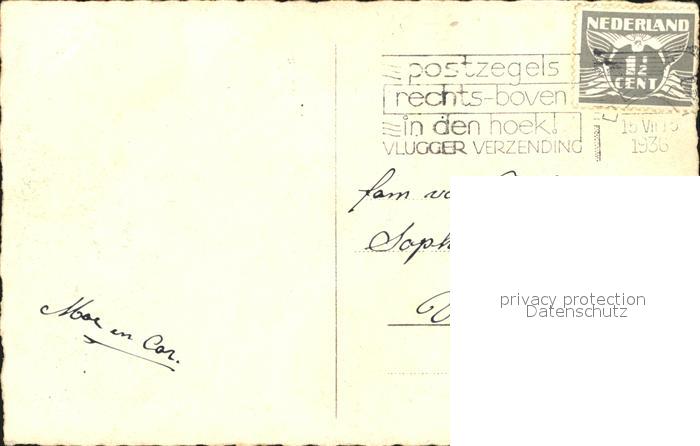 NEDERLAND
1½
CENT
postzegels
rechts-boven
in den hoek!
VLUGGER VERZENDING
1936
fam
privacy protection
Datenschutz
Moe en Cor.